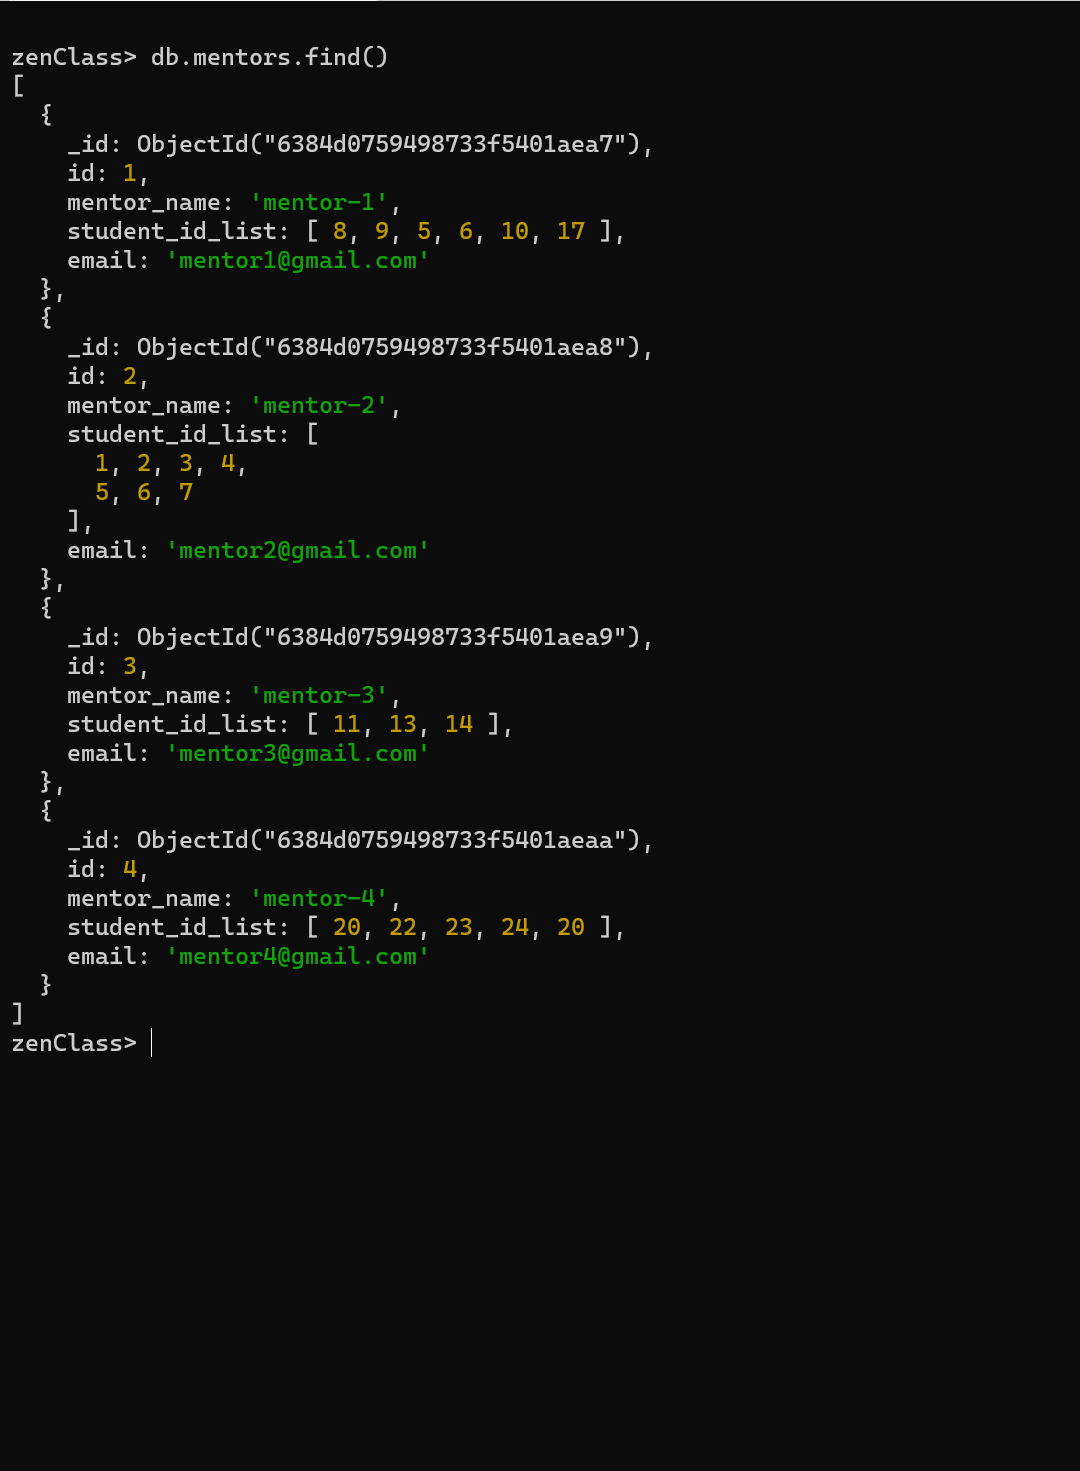 zenClass> db.mentors.find()
[
  {
    _id: ObjectId("6384d0759498733f5401aea7"),
    id: 1,
    mentor_name: 'mentor-1',
    student_id_list: [ 8, 9, 5, 6, 10, 17 ],
    email: 'mentor1@gmail.com'
  },
  {
    _id: ObjectId("6384d0759498733f5401aea8"),
    id: 2,
    mentor_name: 'mentor-2',
    student_id_list: [
      1, 2, 3, 4,
      5, 6, 7
    ],
    email: 'mentor2@gmail.com'
  },
  {
    _id: ObjectId("6384d0759498733f5401aea9"),
    id: 3,
    mentor_name: 'mentor-3',
    student_id_list: [ 11, 13, 14 ],
    email: 'mentor3@gmail.com'
  },
  {
    _id: ObjectId("6384d0759498733f5401aeaa"),
    id: 4,
    mentor_name: 'mentor-4',
    student_id_list: [ 20, 22, 23, 24, 20 ],
    email: 'mentor4@gmail.com'
  }
]
zenClass>